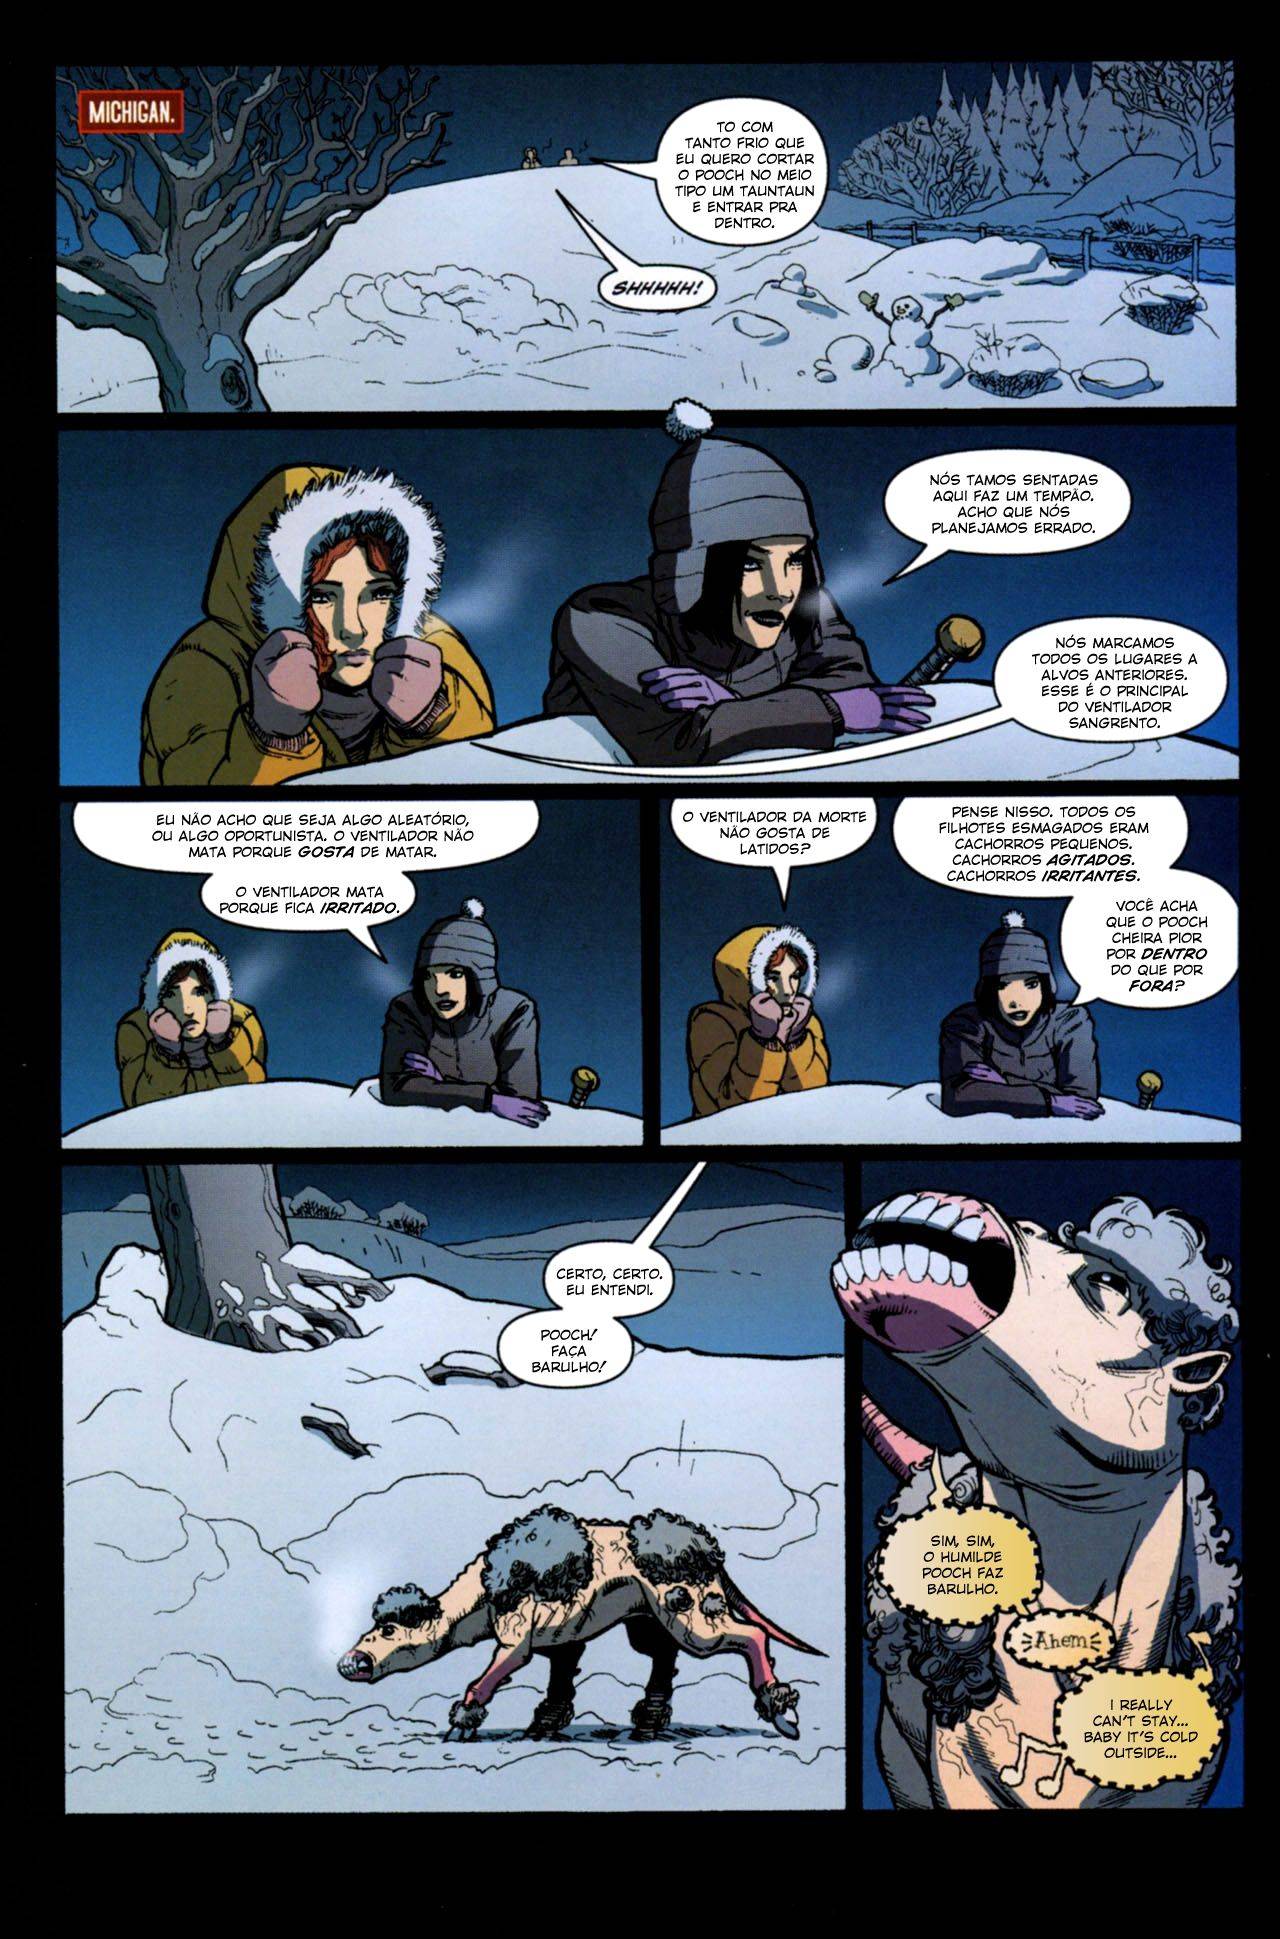 MICHIGAN.
TO COM
TANTO FRIO QUE
EU QUERO CORTAR
O POOCH NO MEIO
TIPO UM TAUNTAUN
E ENTRAR PRA
DENTRO.
SHHHHH!
NÓS TAMOS SENTADAS
AQUI FAZ UM TEMPÃO.
ACHO QUE NÓS
PLANEJAMOS ERRADO.
NÓS MARCAMOS
TODOS OS LUGARES A
ALVOS ANTERIORES.
ESSE É O PRINCIPAL
DO VENTILADOR
SANGRENTO.
EU NÃO ACHO QUE SEJA ALGO ALEATÓRIO,
OU ALGO OPORTUNISTA. O VENTILADOR NÃO
MATA PORQUE GOSTA DE MATAR.
O VENTILADOR MATA
PORQUE FICA IRRITADO.
O VENTILADOR DA MORTE
NÃO GOSTA DE
LATIDOS?
PENSE NISSO. TODOS OS
FILHOTES ESMAGADOS ERAM
CACHORROS PEQUENOS.
CACHORROS AGITADOS.
CACHORROS IRRITANTES.
VOCÊ ACHA
QUE O POOCH
CHEIRA PIOR
POR DENTRO
DO QUE POR
FORA?
CERTO, CERTO.
EU ENTENDI.
POOCH!
FAÇA
BARULHO!
SIM, SIM,
O HUMILDE
POOCH FAZ
BARULHO.
Ahem
I REALLY
CAN'T STAY...
BABY IT'S COLD
OUTSIDE...